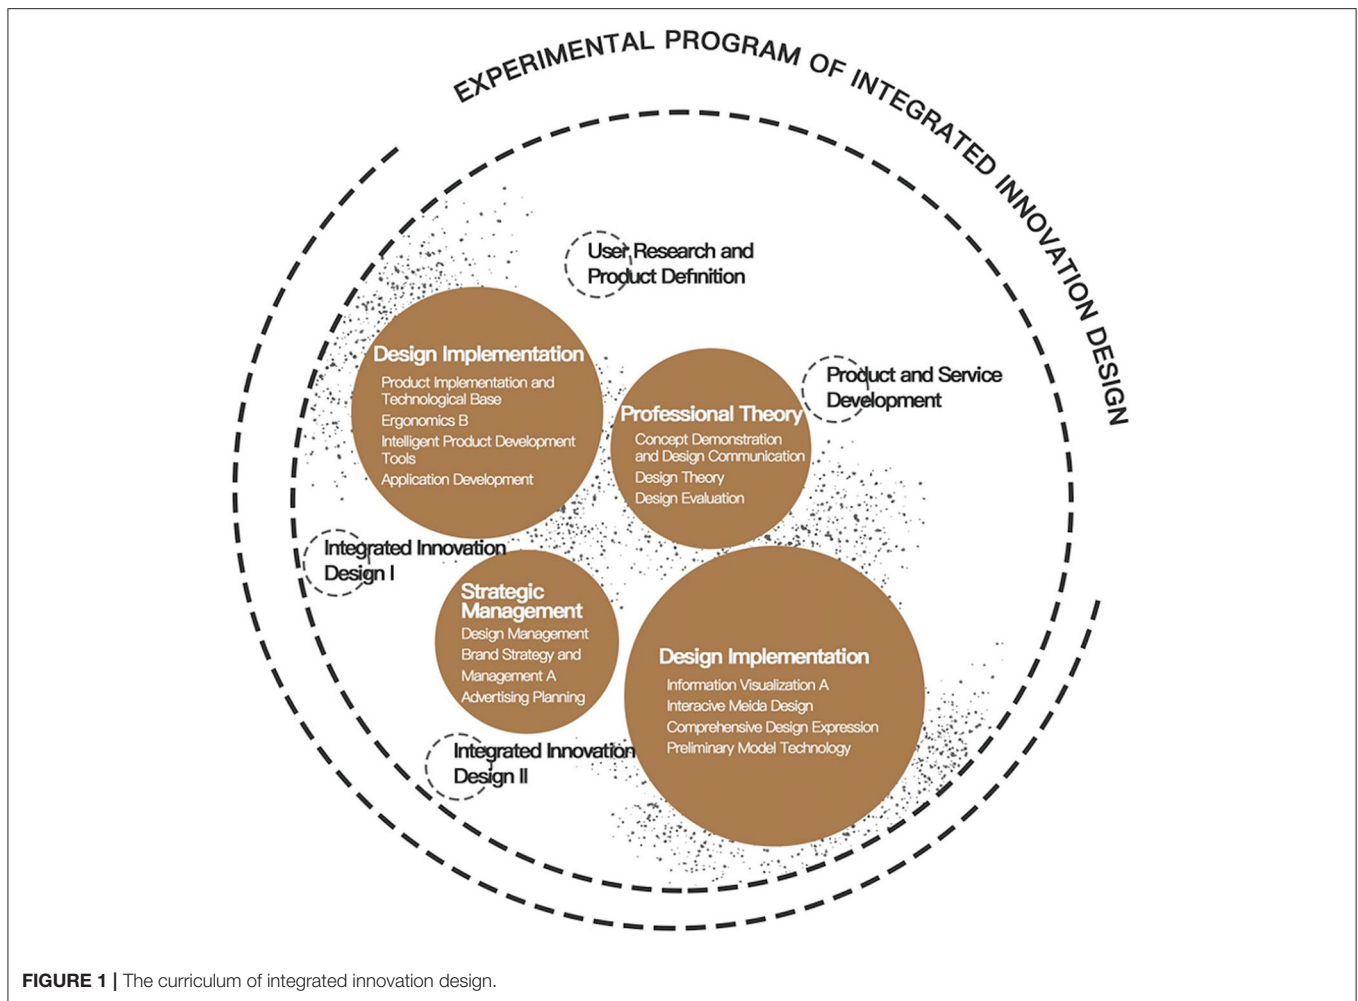 EXPERIMENTAL PROGRAM OF INTEGRATED INNOVATION DESIGN
User Research and
Product Definition
Design Implementation
Product Implementation and
Technological Base
Ergonomics B
Intelligent Product Development
Tools
Application Development
Professional Theory
Concept Demonstration
and Design Communication
Design Theory
Design Evaluation
Product and Service
Development
Integrated Innovation
Design I
Strategic
Management
Design Management
Brand Strategy and
Management A
Advertising Planning
Design Implementation
Information Visualization A
Interacive Meida Design
Comprehensive Design Expression
Preliminary Model Technology
Integrated Innovation
Design II
FIGURE 1 | The curriculum of integrated innovation design.